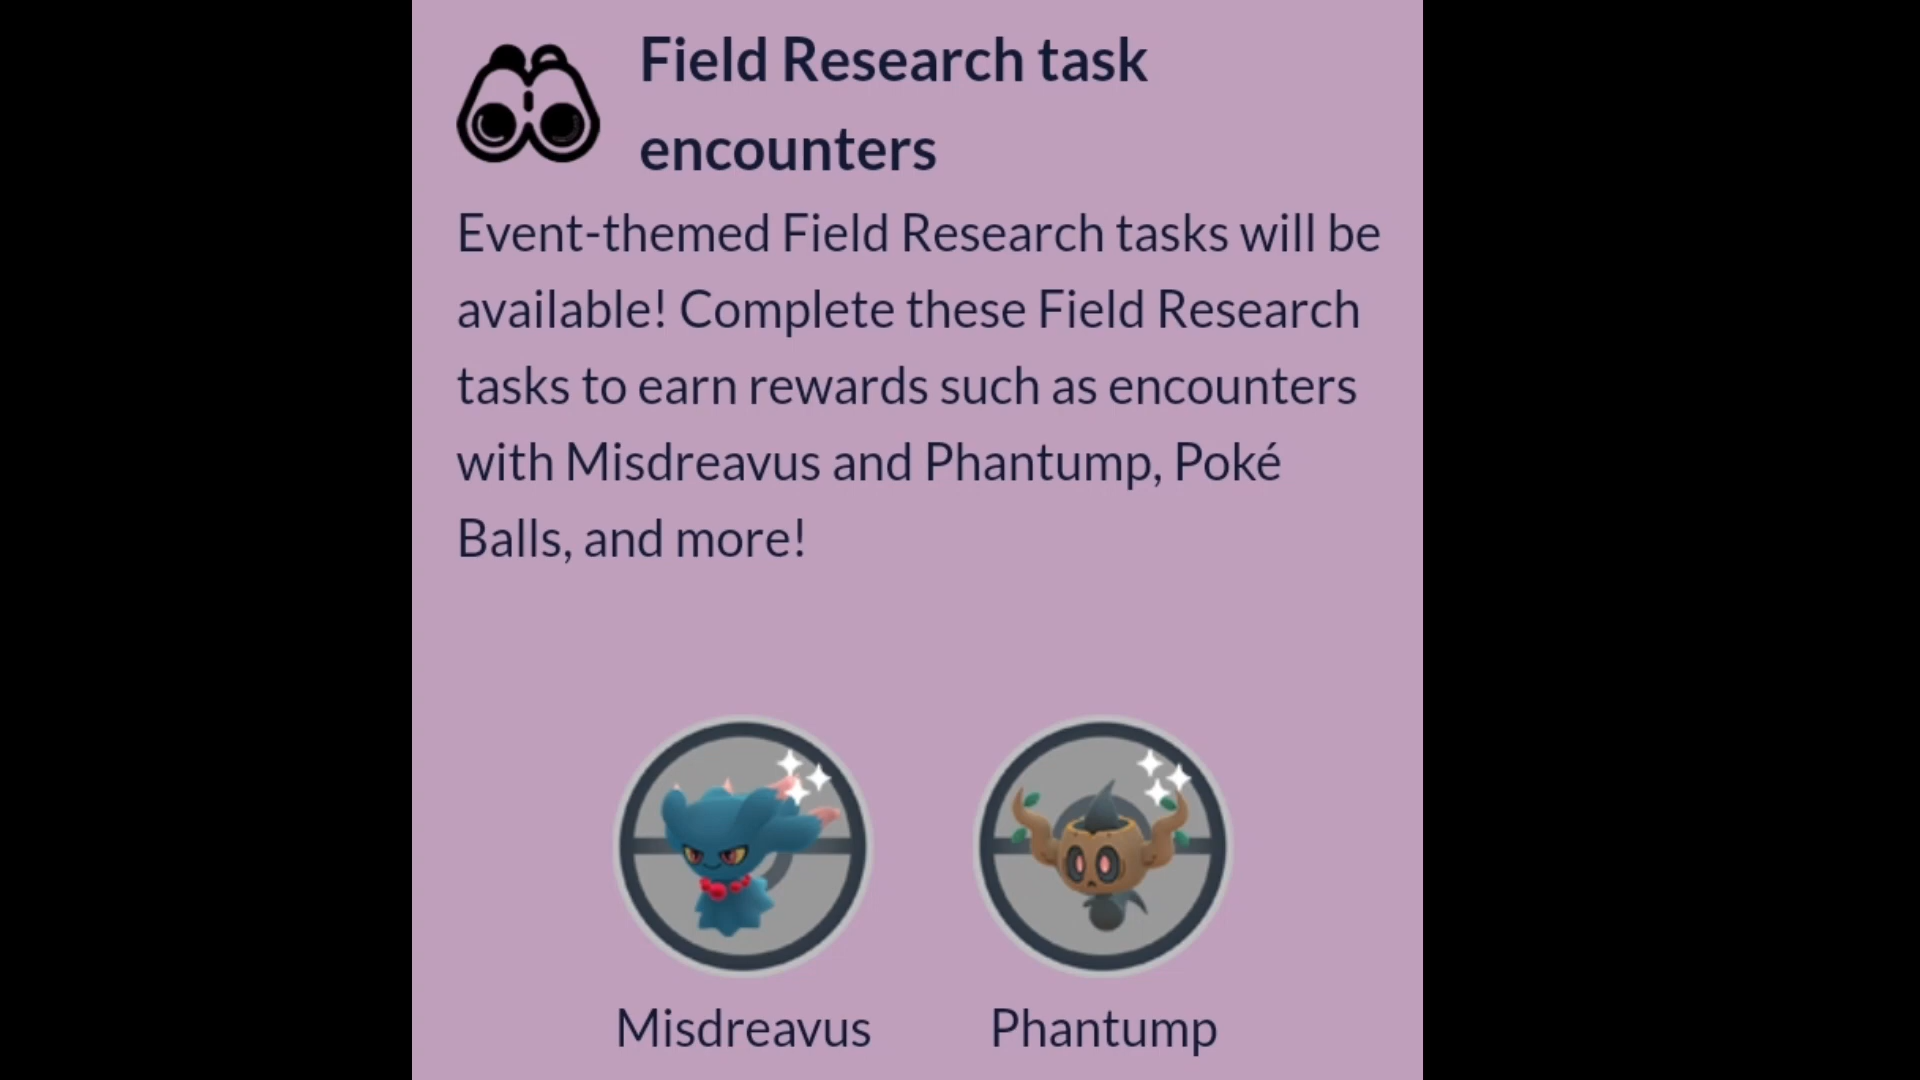 Field Research task
encounters
Event-themed Field Research tasks will be
available! Complete these Field Research
tasks to earn rewards such as encounters
with Misdreavus and Phantump, Poké
Balls, and more!
Misdreavus
Phantump